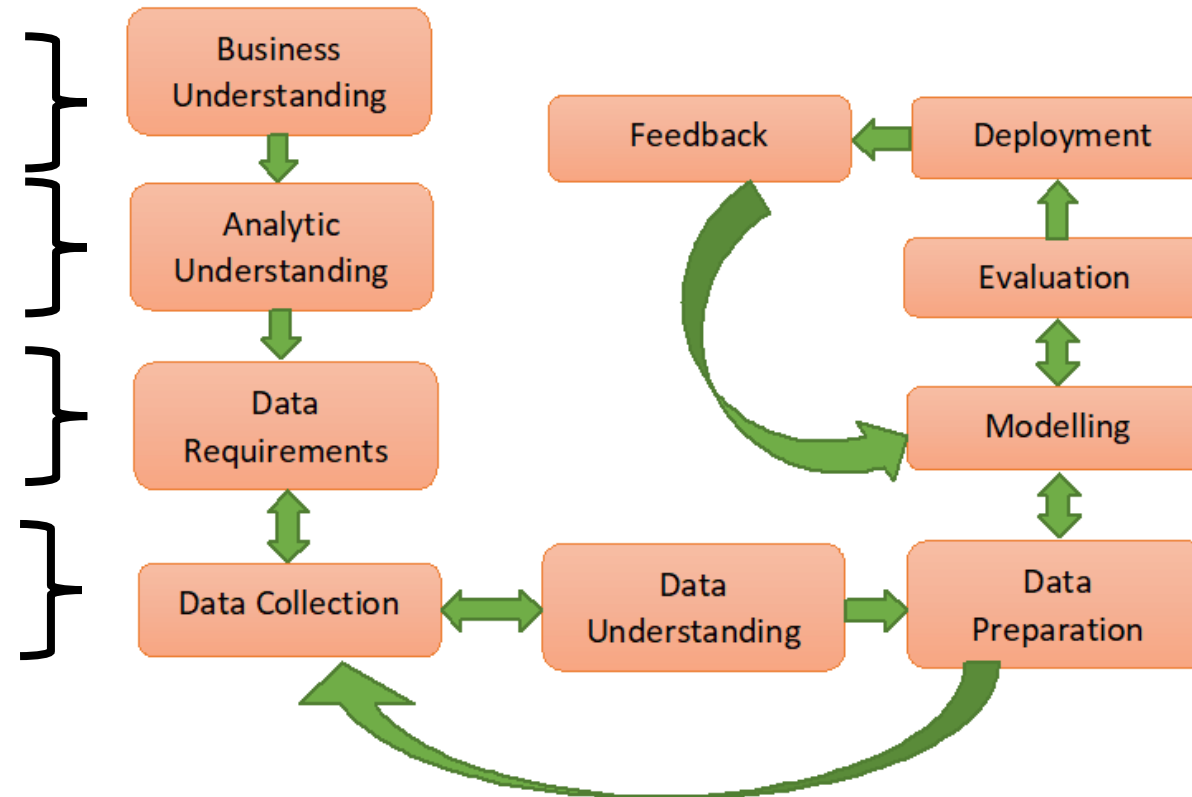 Business
Understanding
Analytic
Understanding
Data
Requirements
Data Collection
Data
Understanding
Data
Preparation
Modelling
Evaluation
Deployment
Feedback